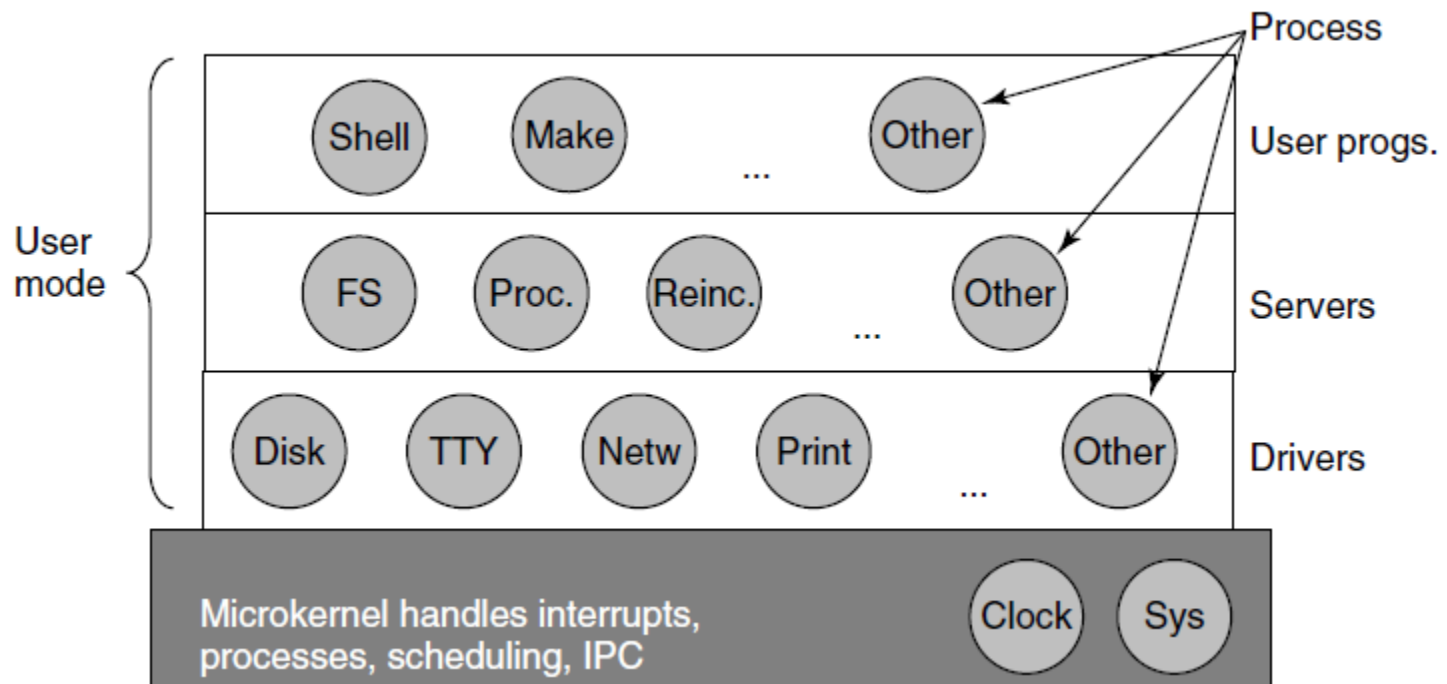 Process
Shell
Make
...
Other
User progs.
User
mode
FS
Proc.
Reinc.
...
Other
Servers
Disk
TTY
Netw
Print
...
Other
Drivers
Microkernel handles interrupts,
processes, scheduling, IPC
Clock
Sys